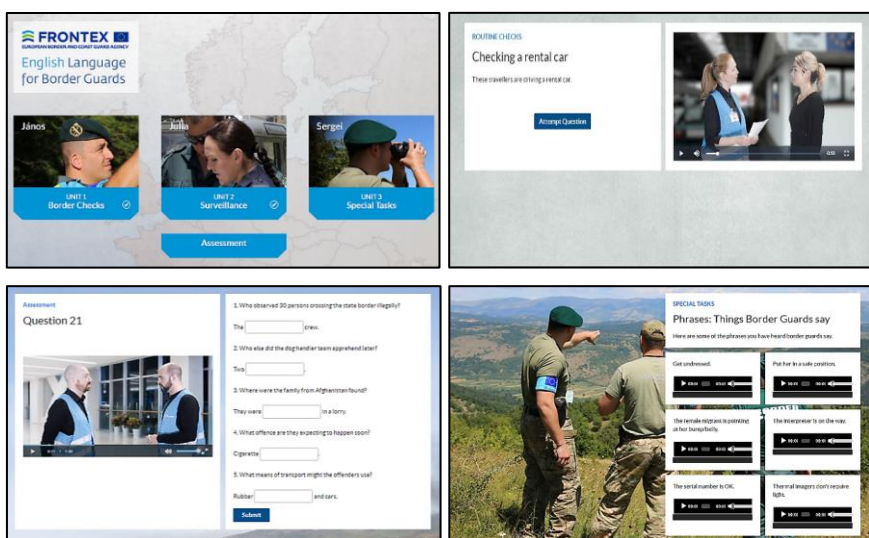 FRONTEX
EUROPEAN BORDER AND COAST GUARD AGENCY
English Language
for Border Guards
János
Julia
Sergei
UNIT 1
Border Checks
UNIT 2
Surveillance
UNIT 3
Special Tasks
Assessment
ROUTINE CHECKS
Checking a rental car
These travellers are driving a rental car.
Attempt Question
Assessment
Question 21
1. Who observed 30 persons crossing the state border illegally?
The crew.
2. Who else did the dog handler team apprehend later?
Two .
3. Where were the family from Afghanistan found?
They were in a lorry.
4. What offence are they expecting to happen soon?
Cigarette .
5. What means of transport might the offenders use?
Rubber and cars.
Submit
SPECIAL TASKS
Phrases: Things Border Guards say
Here are some of the phrases you have heard border guards say.
Get undressed.
Put her in a safe position.
The female migrant is pointing
at her bump/belly.
The interpreter is on the way.
The serial number is OK.
Thermal imagers don't require
light.